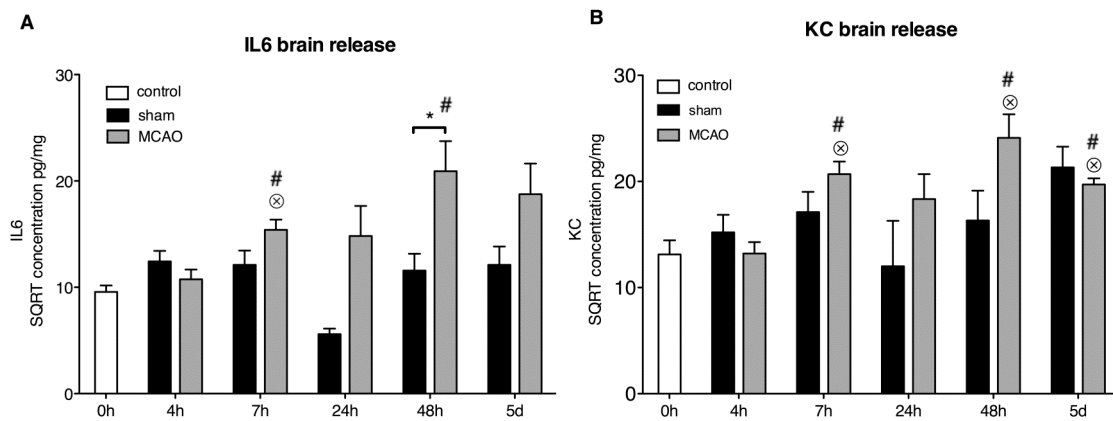 A
IL6 brain release
30
20
10
0
IL6
SQRT concentration pg/mg
control
sham
MCAO
#
⊗
*
#
0h
4h
7h
24h
48h
5d
B
KC brain release
30
20
10
0
KC
SQRT concentration pg/mg
control
sham
MCAO
#
⊗
#
⊗
#
⊗
0h
4h
7h
24h
48h
5d